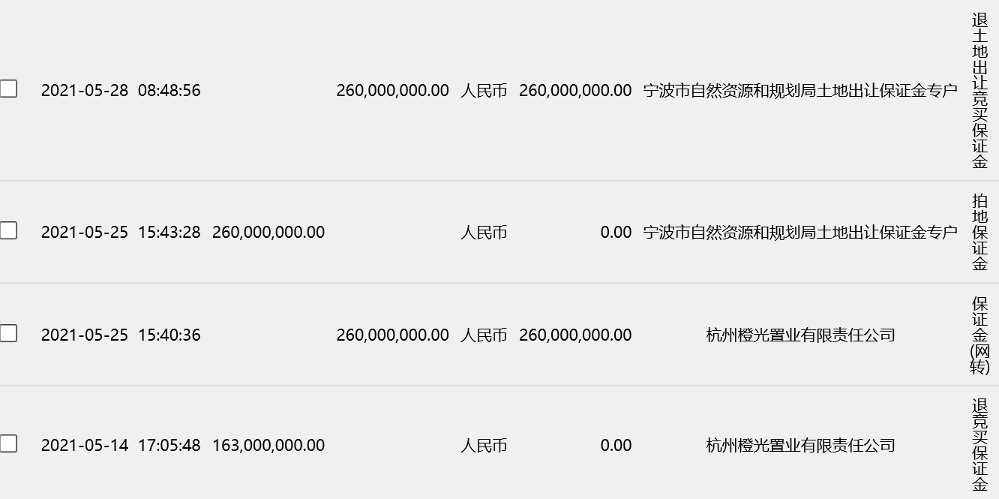 2021-05-28 08:48:56 260,000,000.00 人民币 260,000,000.00 宁波市自然资源和规划局土地出让保证金专户 退土地出让竞买保证金
2021-05-25 15:43:28 260,000,000.00 人民币 0.00 宁波市自然资源和规划局土地出让保证金专户 拍地保证金
2021-05-25 15:40:36 260,000,000.00 人民币 260,000,000.00 杭州橙光置业有限责任公司 保证金(网转)
2021-05-14 17:05:48 163,000,000.00 人民币 0.00 杭州橙光置业有限责任公司 退竞买保证金